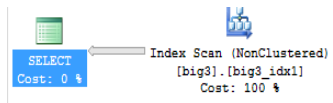 SELECT
Cost: 0 %
Index Scan (NonClustered)
[big3].[big3_idx1]
Cost: 100 %